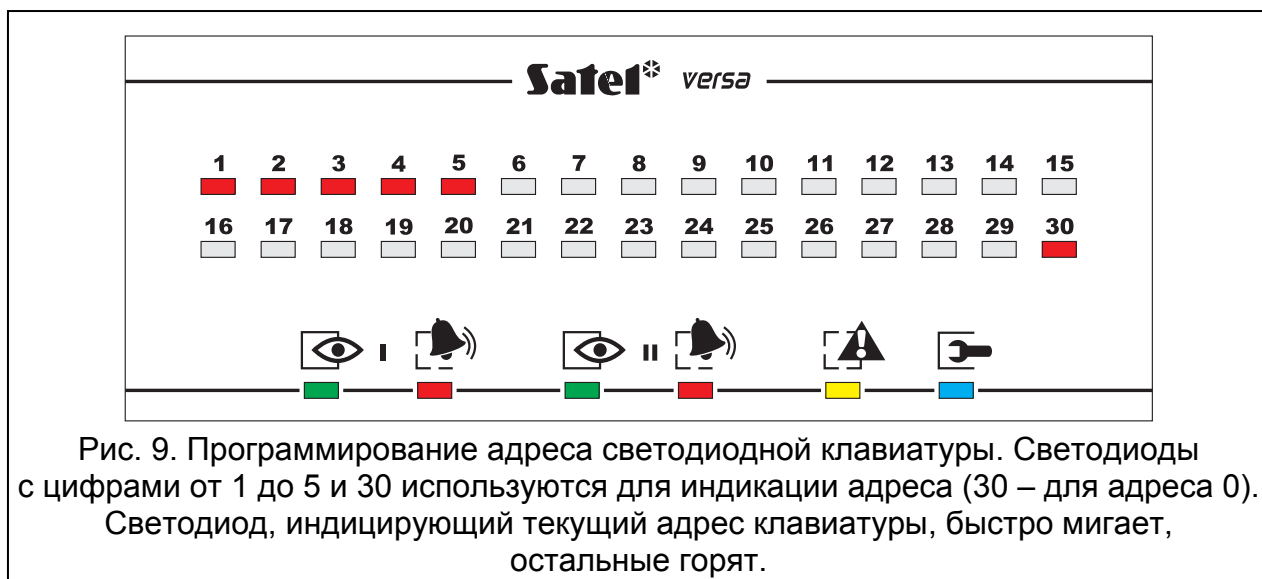 Satel versa
1 2 3 4 5 6 7 8 9 10 11 12 13 14 15
16 17 18 19 20 21 22 23 24 25 26 27 28 29 30
I II
Рис. 9. Программирование адреса светодиодной клавиатуры. Светодиоды
с цифрами от 1 до 5 и 30 используются для индикации адреса (30 – для адреса 0).
Светодиод, индицирующий текущий адрес клавиатуры, быстро мигает,
остальные горят.